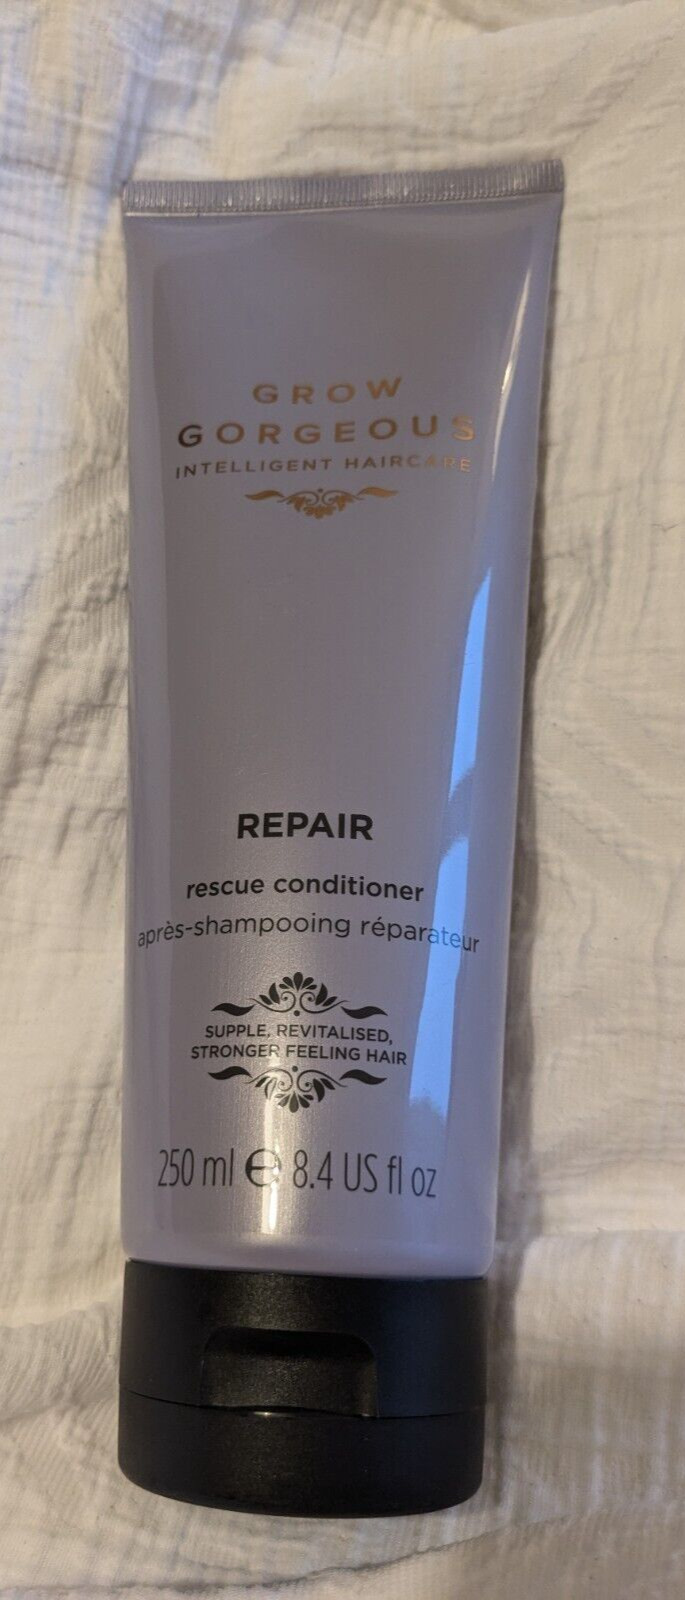 GROW
GORGEOUS
INTELLIGENT HAIRCARE
REPAIR
rescue conditioner
après-shampooing réparateur
SUPPLE, REVITALISED,
STRONGER FEELING HAIR
250 ml ℮ 8.4 US fl oz